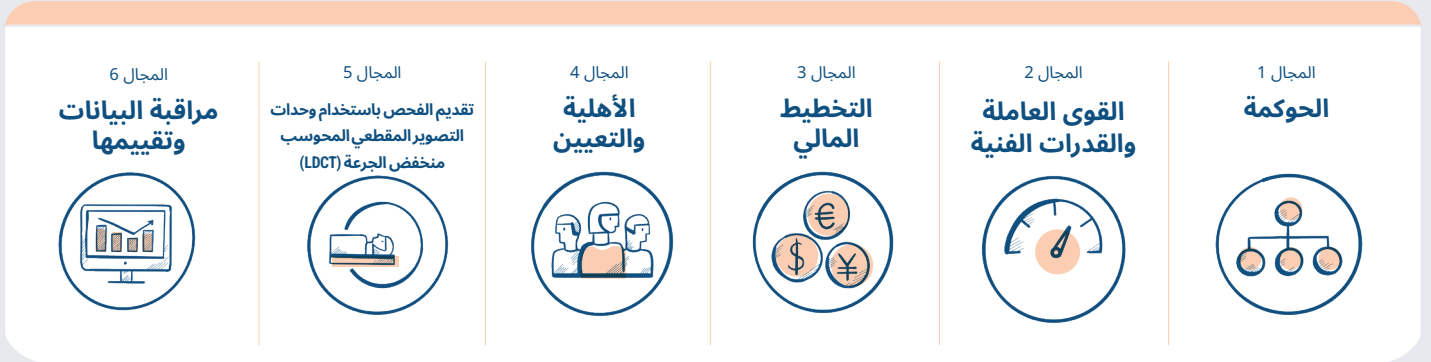 المجال 1
الحوكمة
المجال 2
القوى العاملة
والقدرات الفنية
المجال 3
التخطيط
المالي
المجال 4
الأهلية
والتعيين
المجال 5
تقديم الفحص باستخدام وحدات
التصوير المقطعي المحوسب
منخفض الجرعة (LDCT)
المجال 6
مراقبة البيانات
وتقييمها
€
$
¥